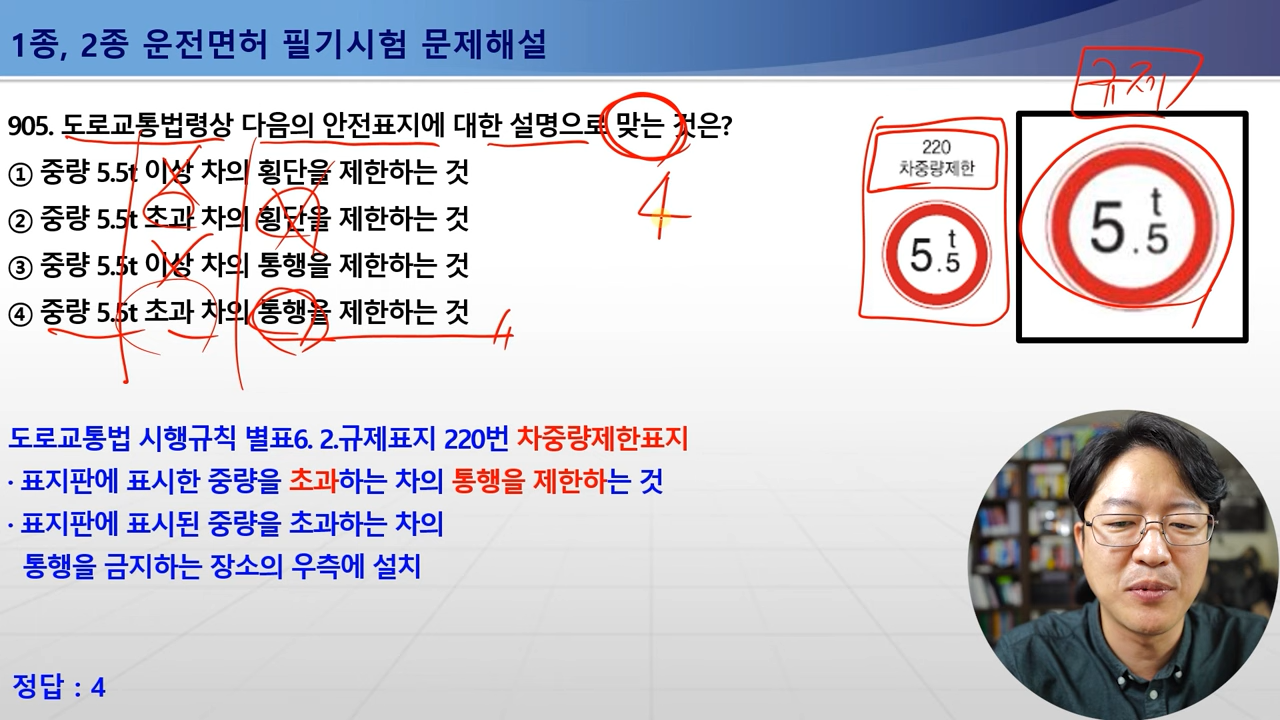 1종, 2종 운전면허 필기시험 문제해설
규제
905. 도로교통법령상 다음의 안전표지에 대한 설명으로 맞는 것은?
① 중량 5.5t 이상 차의 횡단을 제한하는 것
② 중량 5.5t 초과 차의 횡단을 제한하는 것
③ 중량 5.5t 이상 차의 통행을 제한하는 것
④ 중량 5.5t 초과 차의 통행을 제한하는 것
4
220
차중량제한
5.5t
5.5t
도로교통법 시행규칙 별표6. 2.규제표지 220번 차중량제한표지
· 표지판에 표시한 중량을 초과하는 차의 통행을 제한하는 것
· 표지판에 표시된 중량을 초과하는 차의
통행을 금지하는 장소의 우측에 설치
정답 : 4